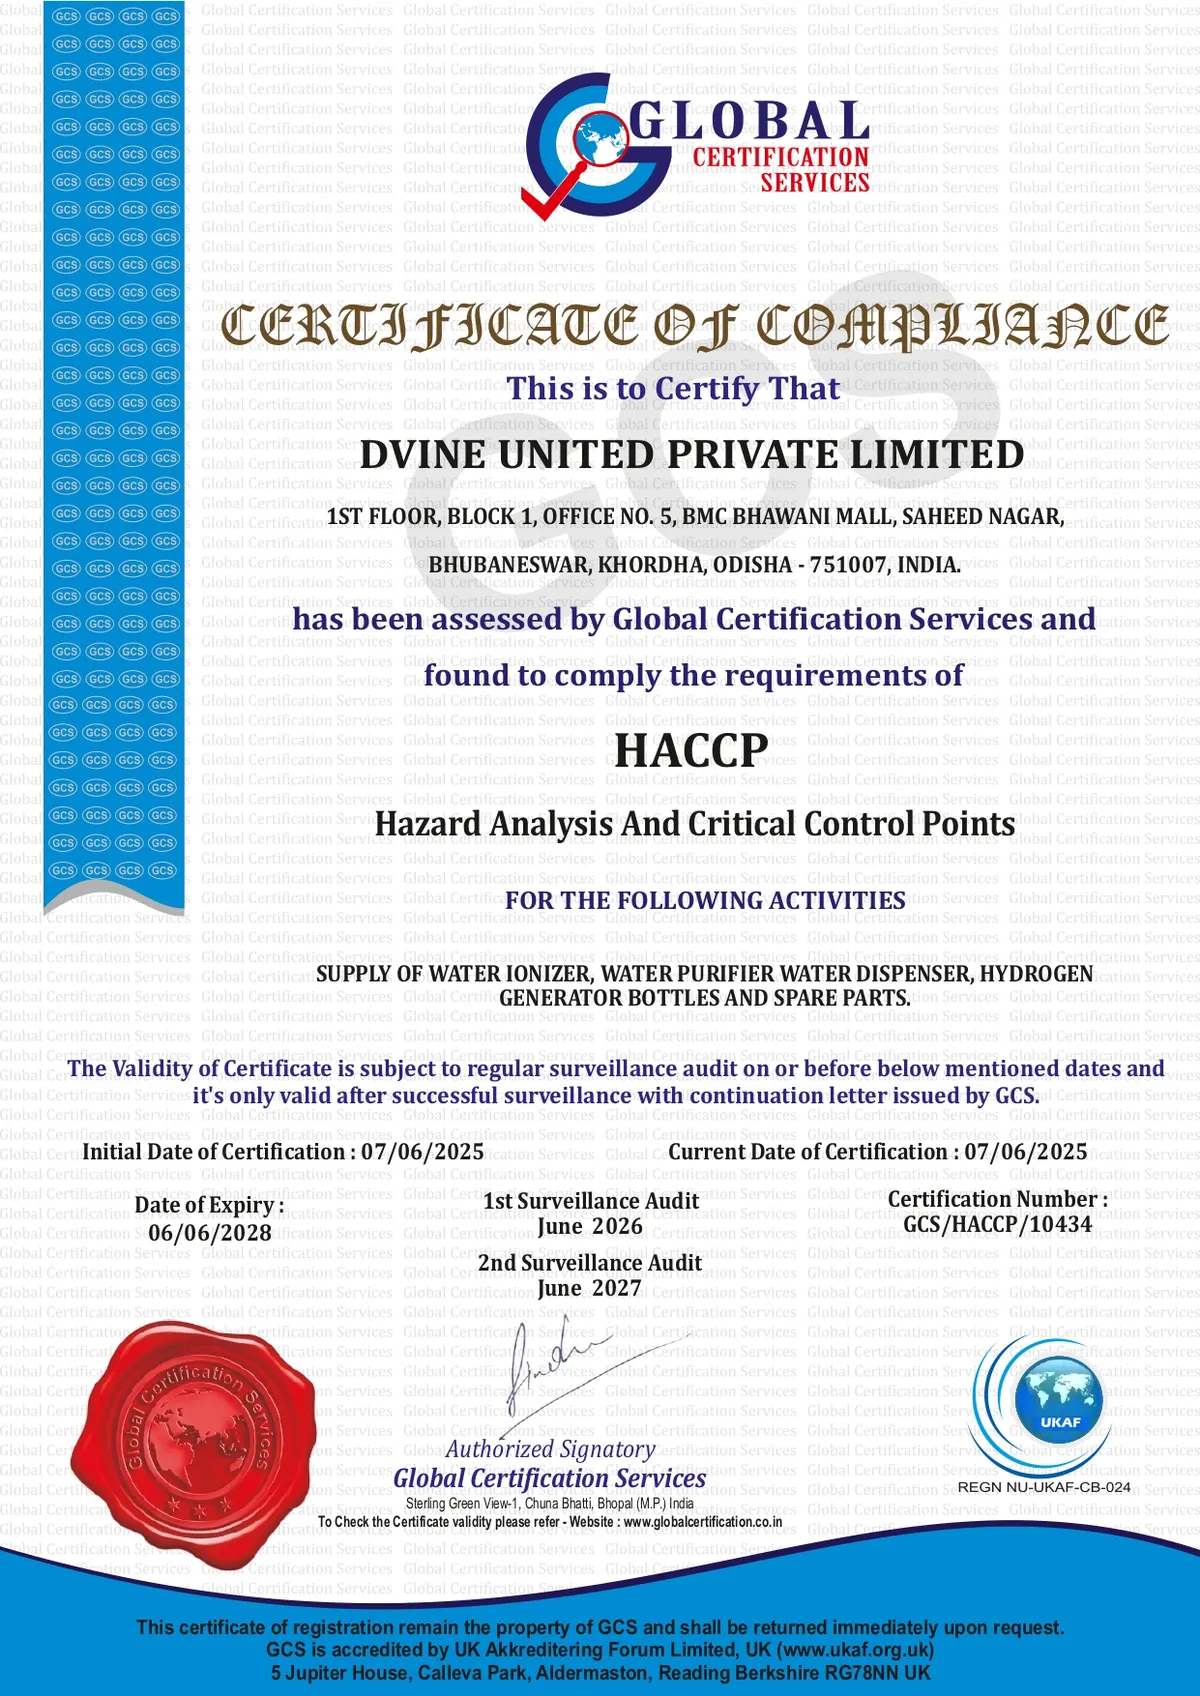 GLOBAL
CERTIFICATION
SERVICES
CERTIFICATE OF COMPLIANCE
This is to Certify That
DVINE UNITED PRIVATE LIMITED
1ST FLOOR, BLOCK 1, OFFICE NO. 5, BMC BHAWANI MALL, SAHEED NAGAR,
BHUBANESWAR, KHORDHA, ODISHA - 751007, INDIA.
has been assessed by Global Certification Services and
found to comply the requirements of
HACCP
Hazard Analysis And Critical Control Points
FOR THE FOLLOWING ACTIVITIES
SUPPLY OF WATER IONIZER, WATER PURIFIER WATER DISPENSER, HYDROGEN
GENERATOR BOTTLES AND SPARE PARTS.
The Validity of Certificate is subject to regular surveillance audit on or before below mentioned dates and
it's only valid after successful surveillance with continuation letter issued by GCS.
Initial Date of Certification : 07/06/2025
Current Date of Certification : 07/06/2025
Date of Expiry :
06/06/2028
1st Surveillance Audit
June 2026
2nd Surveillance Audit
June 2027
Certification Number :
GCS/HACCP/10434
Global Certification Services
Authorized Signatory
Global Certification Services
Sterling Green View-1, Chuna Bhatti, Bhopal (M.P.) India
To Check the Certificate validity please refer - Website : www.globalcertification.co.in
UKAF
REGN NU-UKAF-CB-024
This certificate of registration remain the property of GCS and shall be returned immediately upon request.
GCS is accredited by UK Akkreditering Forum Limited, UK (www.ukaf.org.uk)
5 Jupiter House, Calleva Park, Aldermaston, Reading Berkshire RG78NN UK